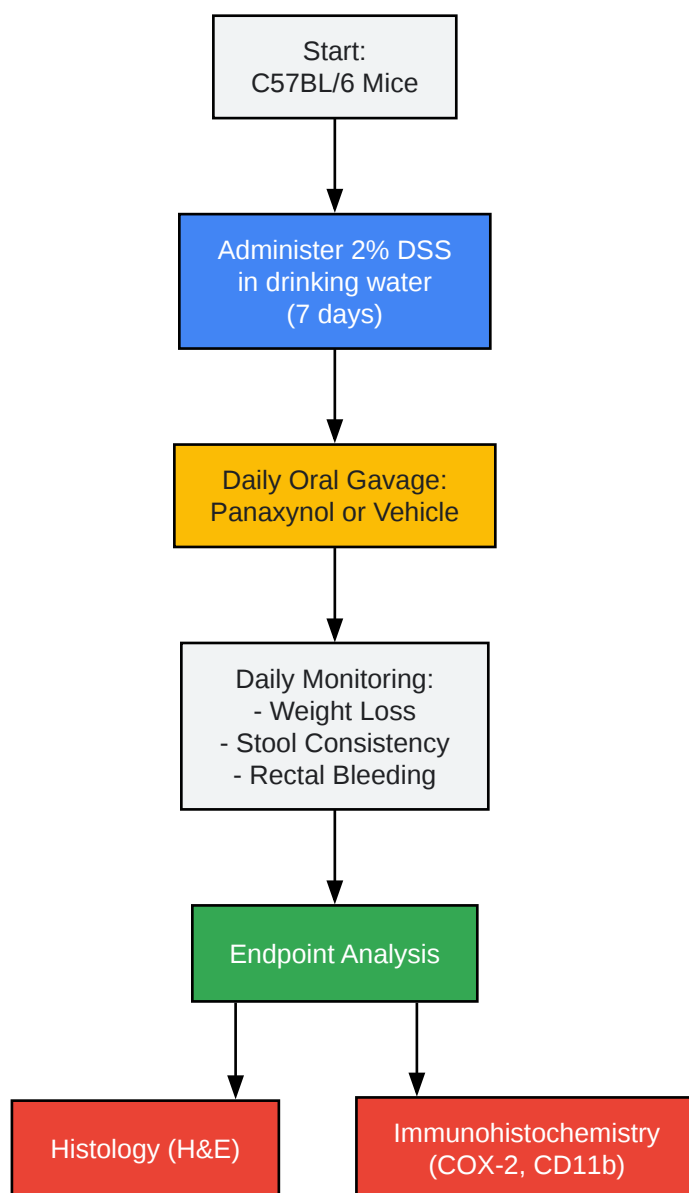 Start:
C57BL/6 Mice
Administer 2% DSS
in drinking water
(7 days)
Daily Oral Gavage:
Panaxynol or Vehicle
Daily Monitoring:
- Weight Loss
- Stool Consistency
- Rectal Bleeding
Endpoint Analysis
Histology (H&E)
Immunohistochemistry
(COX-2, CD11b)